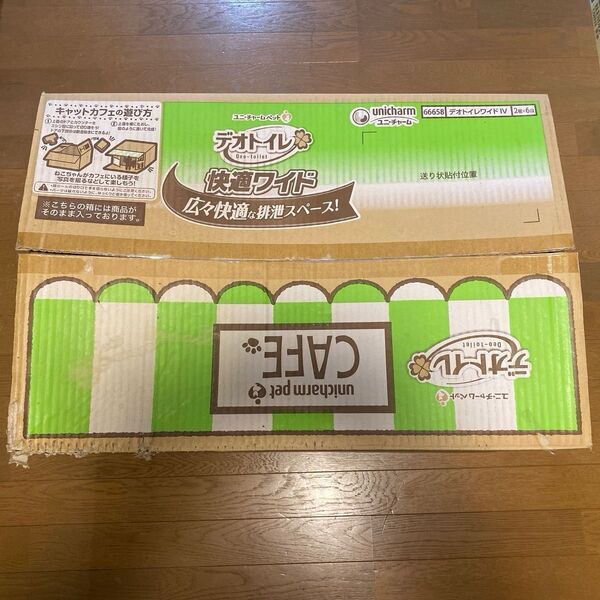 キャットカフェの遊び方
ねこちゃんがカフェにいる様子を
写真を撮るなどして楽しもう!
※こちらの箱には商品が
そのまま入っております。
ユニ・チャームペット
デオトイレ
Deo-toilet
快適ワイド
広々快適な排泄スペース!
unicharm
ユニ・チャーム
66658 デオトイレワイドⅣ 2個×6袋
送り状貼付位置
unicharm pet
CAFE
デオトイレ
Deo-toilet
ユニ・チャームペット